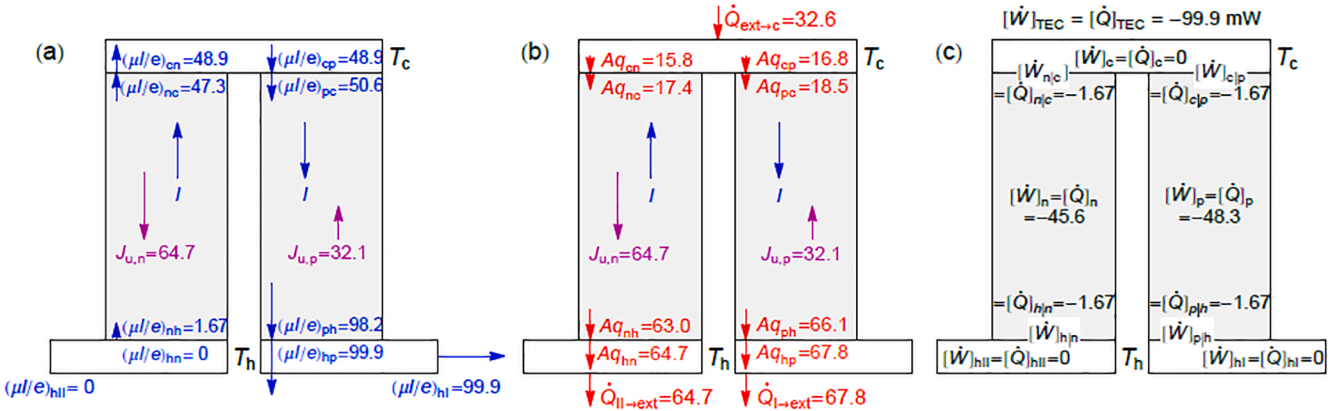 (a)
(μI/e)cn=48.9
(μI/e)cp=48.9
Tc
(μI/e)nc=47.3
(μI/e)pc=50.6
I
I
Ju,n=64.7
Ju,p=32.1
(μI/e)nh=1.67
(μI/e)ph=98.2
(μI/e)hn= 0
Th
(μI/e)hp=99.9
(μI/e)hII= 0
(μI/e)hI=99.9
(b)
Q̇ext→c=32.6
Aqcn=15.8
Aqcp=16.8
Tc
Aqnc=17.4
Aqpc=18.5
I
I
Ju,n=64.7
Ju,p=32.1
Aqnh=63.0
Aqph=66.1
Aqhn=64.7
Th
Aqhp=67.8
Q̇II→ext=64.7
Q̇I→ext=67.8
(c)
[Ẇ]TEC = [Q̇]TEC = −99.9 mW
[Ẇ]c=[Q̇]c=0
Tc
[Ẇn|c]
[Ẇ]c|p
=[Q̇]n|c=−1.67
=[Q̇]c|p=−1.67
[Ẇ]n=[Q̇]n
=−45.6
[Ẇ]p=[Q̇]p
=−48.3
=[Q̇]h|n=−1.67
=[Q̇]p|h=−1.67
[Ẇ]h|n
[Ẇ]p|h
[Ẇ]hII=[Q̇]hII=0
Th
[Ẇ]hI=[Q̇]hI=0